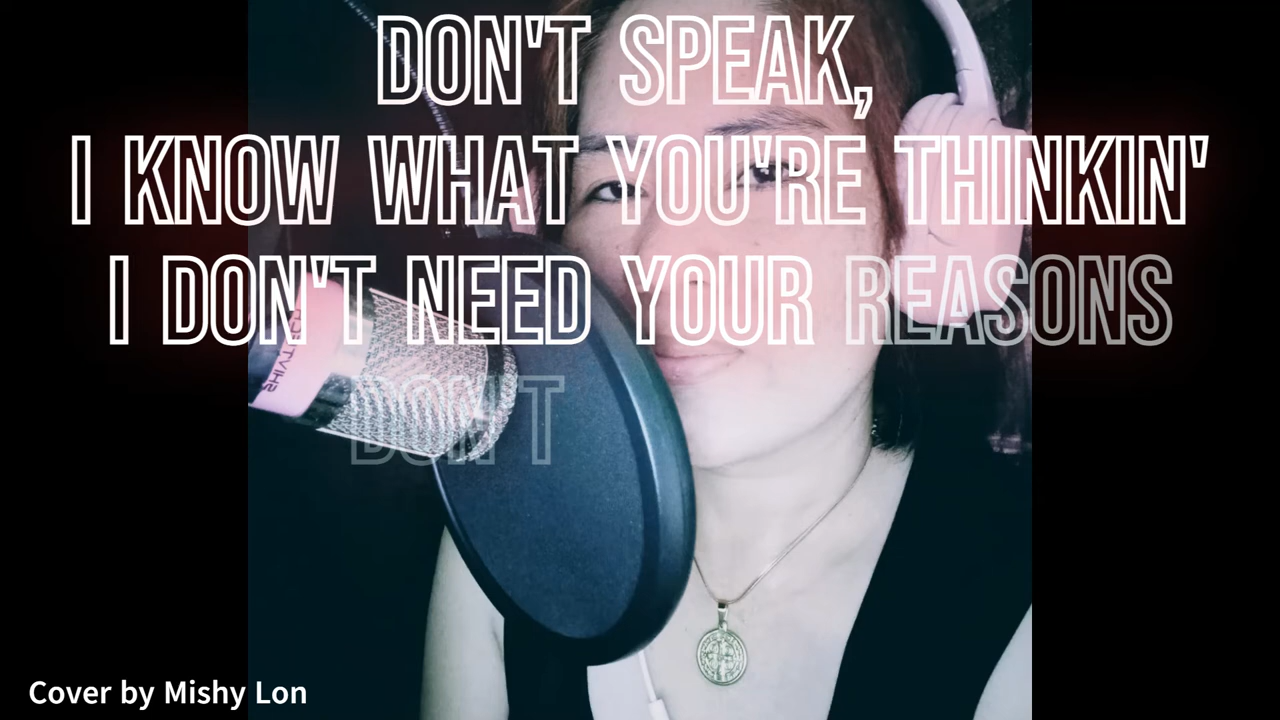 DON'T SPEAK,
I KNOW WHAT YOU'RE THINKIN'
I DON'T NEED YOUR REASONS
DON'T
Cover by Mishy Lon